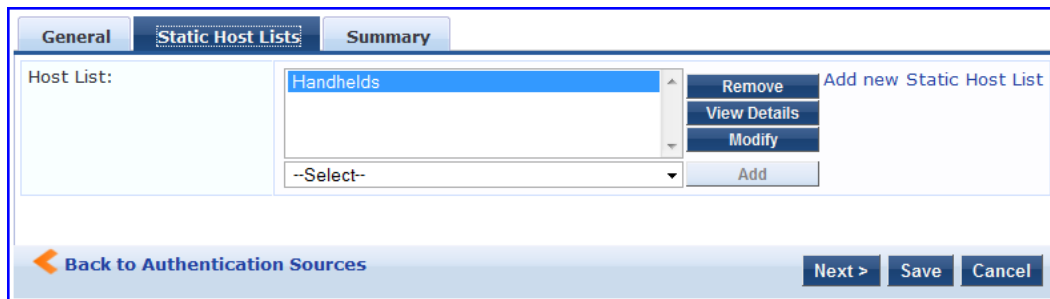 General Static Host Lists Summary
Host List:
Handhelds
Remove
Add new Static Host List
View Details
Modify
--Select--
Add
Back to Authentication Sources
Next > Save Cancel